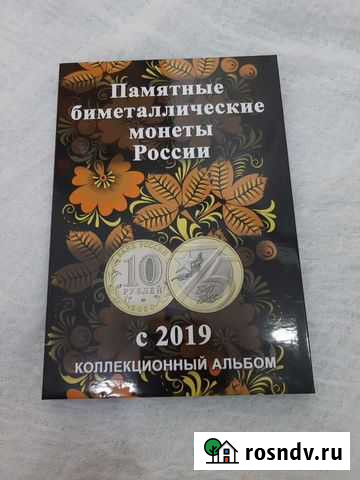 Памятные
биметаллические
монеты
России
10
РУБЛЕЙ
с 2019
КОЛЛЕКЦИОННЫЙ АЛЬБОМ
rosndv.ru